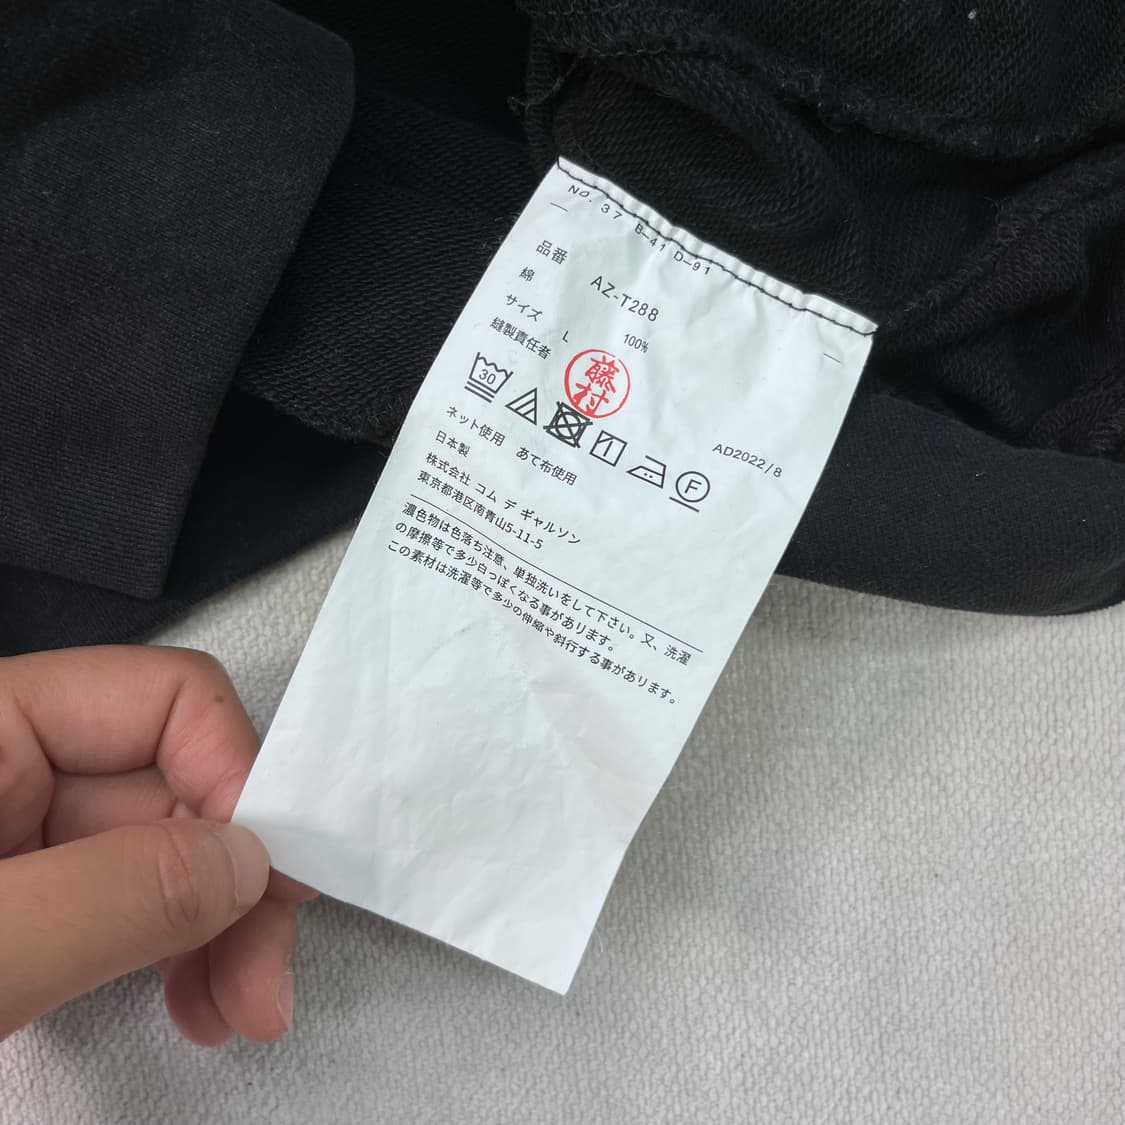 NO. 37 B-41 D-91
品番 AZ-T288
綿 100%
サイズ L
縫製責任者 藤村
30
F
AD2022/8
ネット使用 あて布使用
日本製
株式会社 コム デ ギャルソン
東京都港区南青山5-11-5
濃色物は色落ち注意、単独洗いをして下さい。又、洗濯
の摩擦等で多少白っぽくなる事があります。
この素材は洗濯等で多少の伸縮や斜行する事があります。